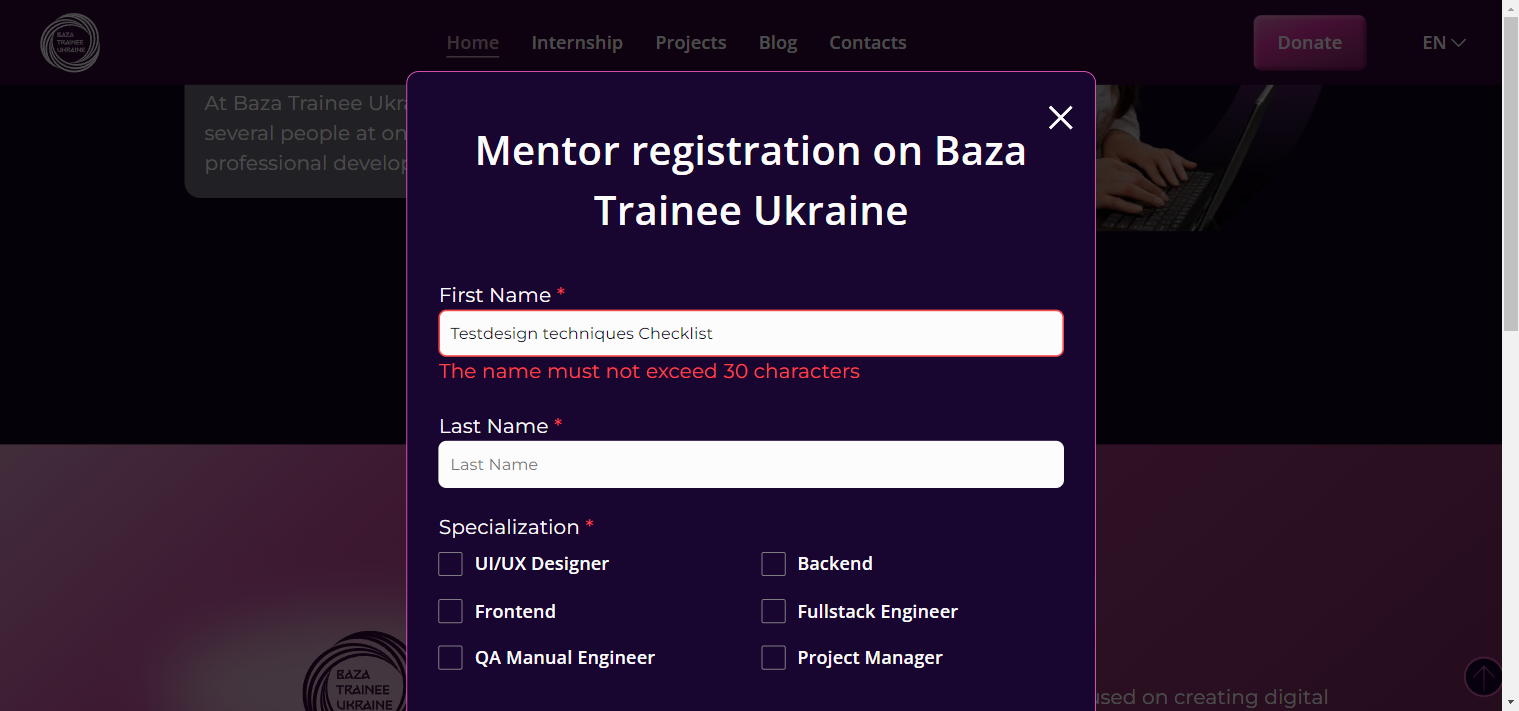 BAZA
TRAINEE
UKRAINE
Home
Internship
Projects
Blog
Contacts
Donate
EN
At Baza Trainee Ukra
several people at on
professional develop
Mentor registration on Baza
Trainee Ukraine
First Name *
Testdesign techniques Checklist
The name must not exceed 30 characters
Last Name *
Last Name
Specialization *
UI/UX Designer
Backend
Frontend
Fullstack Engineer
QA Manual Engineer
Project Manager
BAZA
TRAINEE
UKRAINE
used on creating digital